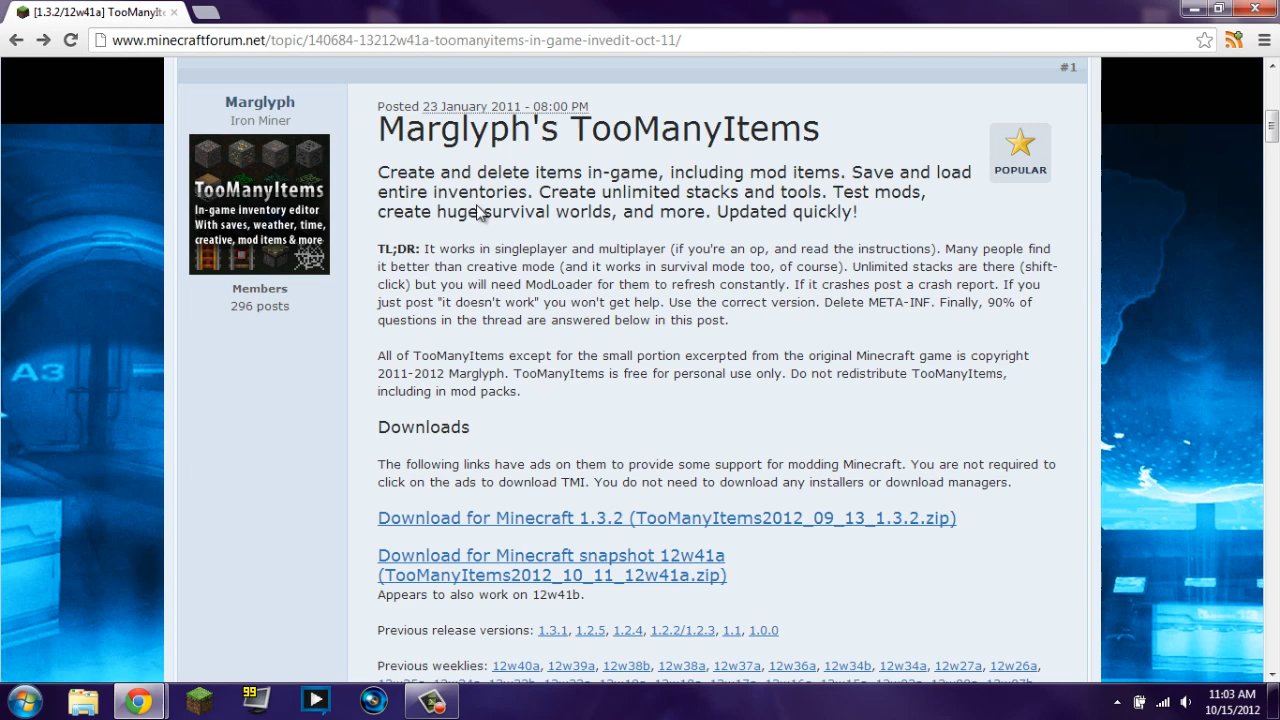 [1.3.2/12w41a] TooManyIte
www.minecraftforum.net/topic/140684-13212w41a-toomanyitems-in-game-invedit-oct-11/
#1
Marglyph
Iron Miner
TooManyItems
In-game inventory editor
With saves, weather, time,
creative, mod items & more
Members
296 posts
Posted 23 January 2011 - 08:00 PM
Marglyph's TooManyItems
POPULAR
Create and delete items in-game, including mod items. Save and load
entire inventories. Create unlimited stacks and tools. Test mods,
create huge survival worlds, and more. Updated quickly!
TL;DR: It works in singleplayer and multiplayer (if you're an op, and read the instructions). Many people find
it better than creative mode (and it works in survival mode too, of course). Unlimited stacks are there (shift-
click) but you will need ModLoader for them to refresh constantly. If it crashes post a crash report. If you
just post "it doesn't work" you won't get help. Use the correct version. Delete META-INF. Finally, 90% of
questions in the thread are answered below in this post.
All of TooManyItems except for the small portion excerpted from the original Minecraft game is copyright
2011-2012 Marglyph. TooManyItems is free for personal use only. Do not redistribute TooManyItems,
including in mod packs.
Downloads
The following links have ads on them to provide some support for modding Minecraft. You are not required to
click on the ads to download TMI. You do not need to download any installers or download managers.
Download for Minecraft 1.3.2 (TooManyItems2012_09_13_1.3.2.zip)
Download for Minecraft snapshot 12w41a
(TooManyItems2012_10_11_12w41a.zip)
Appears to also work on 12w41b.
Previous release versions: 1.3.1, 1.2.5, 1.2.4, 1.2.2/1.2.3, 1.1, 1.0.0
Previous weeklies: 12w40a, 12w39a, 12w38b, 12w38a, 12w37a, 12w36a, 12w34b, 12w34a, 12w27a, 12w26a,
A3
99
11:03 AM
10/15/2012